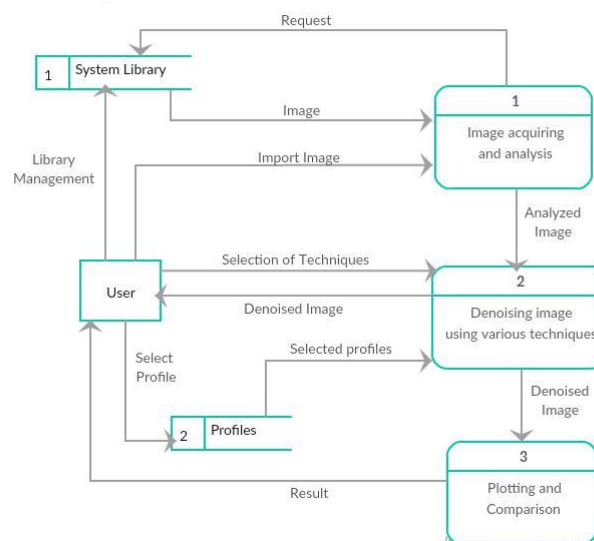 Request
1
System Library
1
Image
Image acquiring
and analysis
Library
Management
Import Image
Analyzed
Image
Selection of Techniques
2
User
Denoised Image
Denoising image
using various techniques
Selected profiles
Select
Profile
Denoised
Image
2
Profiles
3
Result
Plotting and
Comparison